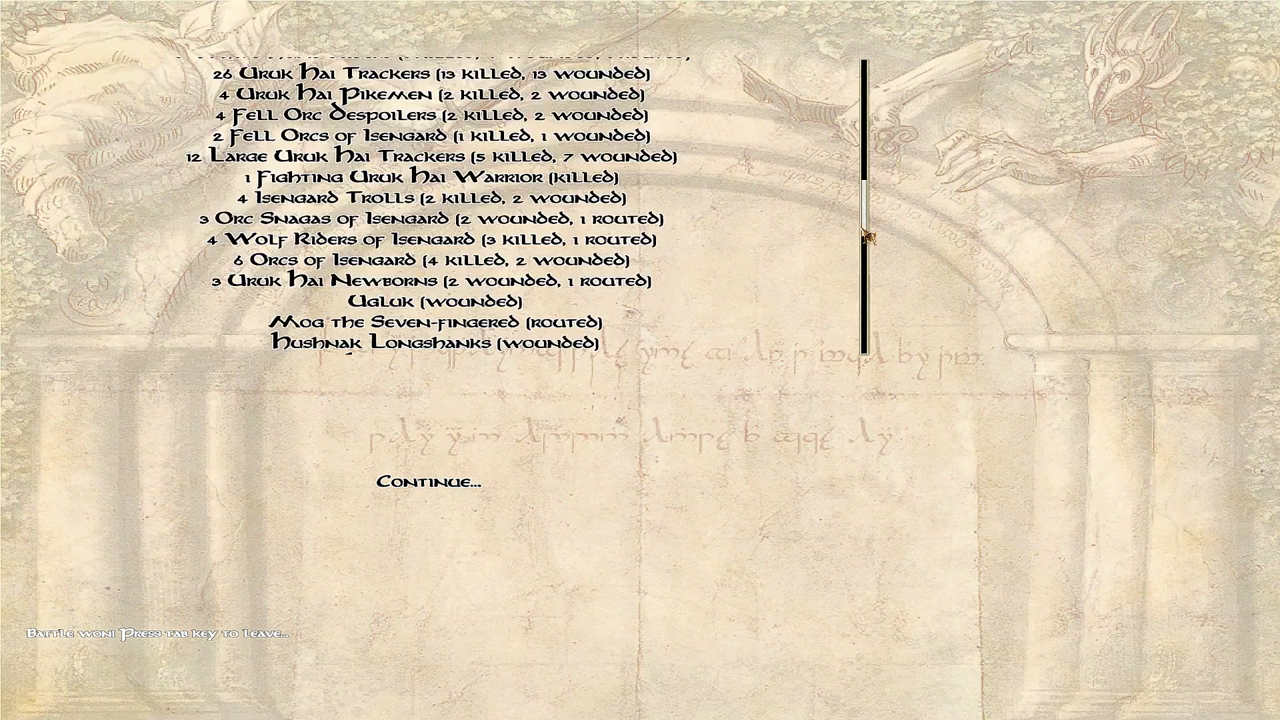 26 Uruk Hai Trackers (13 killed, 13 wounded)
4 Uruk Hai Pikemen (2 killed, 2 wounded)
4 Fell Orc Despoilers (2 killed, 2 wounded)
2 Fell Orcs of Isengard (1 killed, 1 wounded)
12 Large Uruk Hai Trackers (5 killed, 7 wounded)
1 Fighting Uruk Hai Warrior (killed)
4 Isengard Trolls (2 killed, 2 wounded)
3 Orc Snagas of Isengard (2 wounded, 1 routed)
4 Wolf Riders of Isengard (3 killed, 1 routed)
6 Orcs of Isengard (4 killed, 2 wounded)
3 Uruk Hai Newborns (2 wounded, 1 routed)
Ugluk (wounded)
Mog the Seven-fingered (routed)
Hushnak Longshanks (wounded)
Continue...
Battle won! Press tab key to leave...